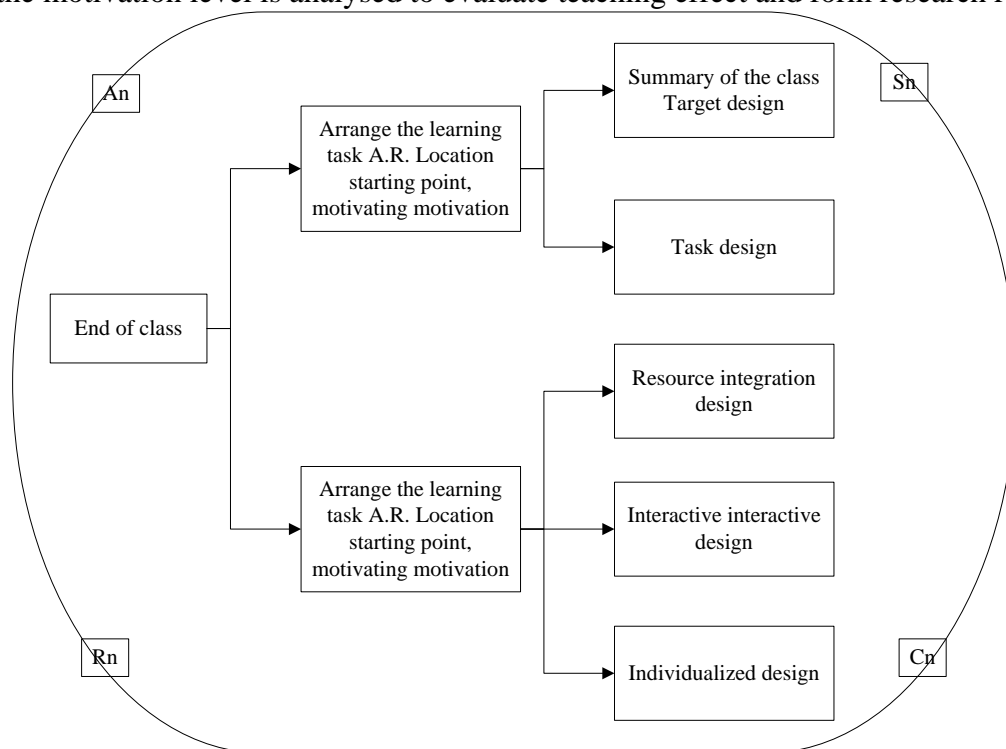 the motivation level is analysed to evaluate teaching effect and form research
An
Sn
Summary of the class
Target design
Arrange the learning
task A.R. Location
starting point,
motivating motivation
Task design
End of class
Resource integration
design
Arrange the learning
task A.R. Location
starting point,
motivating motivation
Interactive interactive
design
Rn
Cn
Individualized design